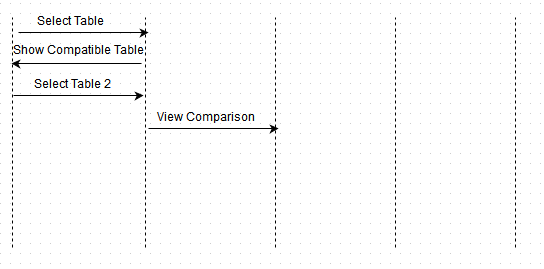 Select Table
Show Compatible Table
Select Table 2
View Comparison